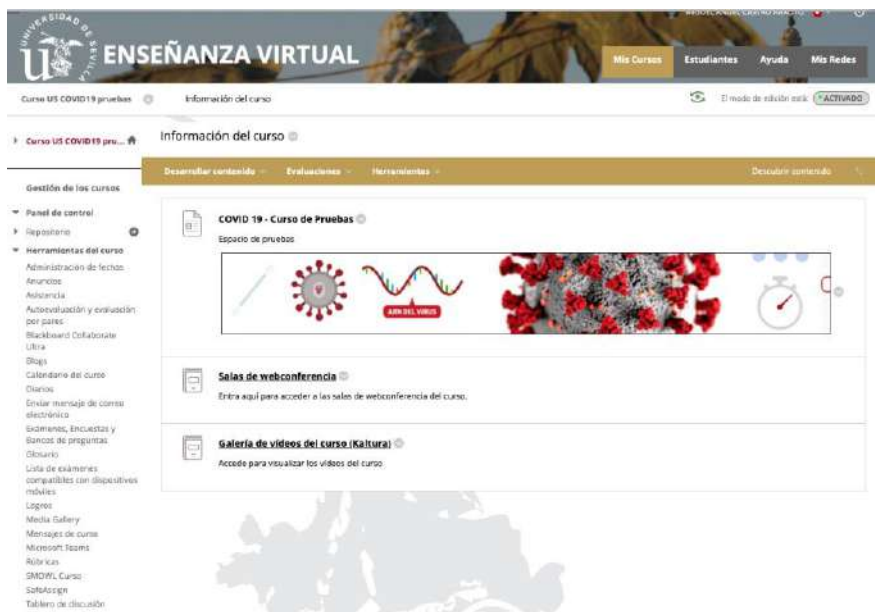 UNIVERSIDAD DE SEVILLA
ENSEÑANZA VIRTUAL
Mis Cursos
Estudiantes
Ayuda
Mis Redes
Curso US COVID19 pruebas
Información del curso
El modo de edición está:
ACTIVADO
Curso US COVID19 pru...
Información del curso
Desarrollar contenido
Evaluaciones
Herramientas
Descubrir contenido
Gestión de los cursos
Panel de control
Repositorio
Herramientas del curso
Administración de fechas
Anuncios
Asistencia
Autoevaluación y evaluación
por pares
Blackboard Collaborate
Ultra
Blogs
Calendario del curso
Diarios
Enviar mensaje de correo
electrónico
Exámenes, Encuestas y
Bancos de preguntas
Glosario
Lista de exámenes
compatibles con dispositivos
móviles
Logros
Media Gallery
Mensajes de curso
Microsoft Teams
Rúbricas
SMOWL Curso
SafeAssign
Tablero de discusión
COVID 19 - Curso de Pruebas
Espacio de pruebas
ARN DEL VIRUS
Salas de webconferencia
Entra aquí para acceder a las salas de webconferencia del curso.
Galería de vídeos del curso (Kaltura)
Accede para visualizar los vídeos del curso